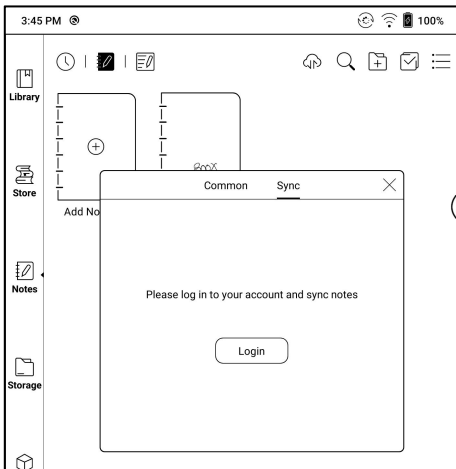 3:45 PM
100%
Library
Store
Add No
BOOX
Common
Sync
Notes
Please log in to your account and sync notes
Login
Storage